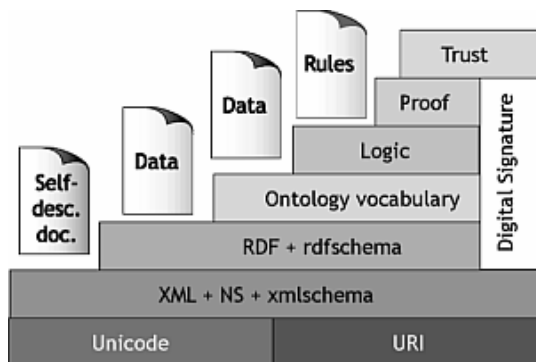 Trust
Rules
Proof
Data
Logic
Data
Ontology vocabulary
Self-
desc.
doc.
RDF + rdfschema
Digital Signature
XML + NS + xmlschema
Unicode
URI